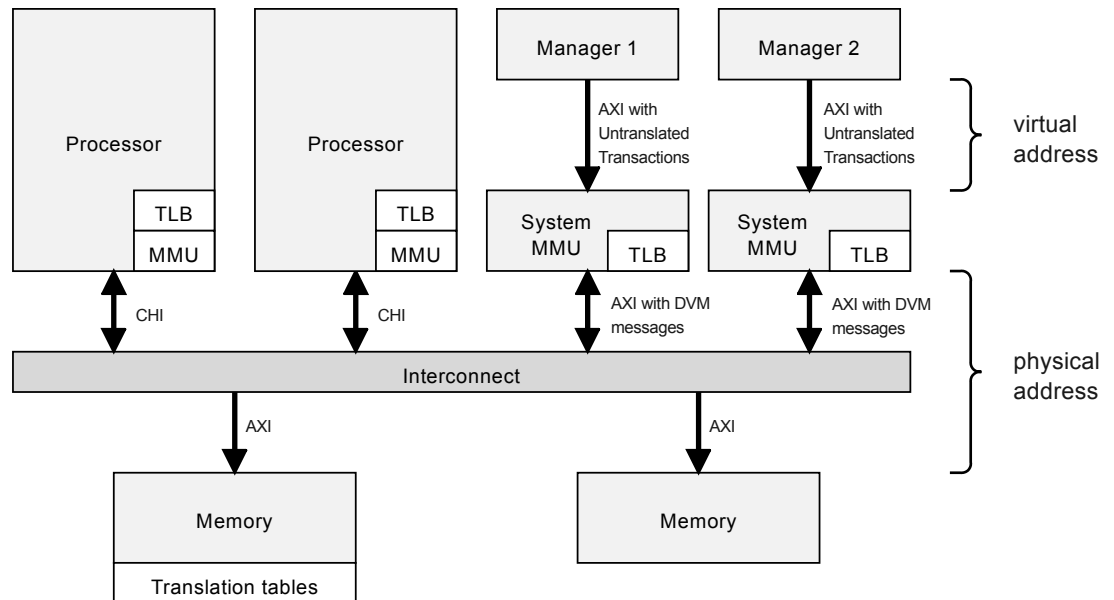 Manager 1
Manager 2
AXI with
Untranslated
Transactions
AXI with
Untranslated
Transactions
virtual
address
Processor
Processor
TLB
MMU
TLB
MMU
System
MMU
TLB
System
MMU
TLB
CHI
CHI
AXI with DVM
messages
AXI with DVM
messages
Interconnect
physical
address
AXI
AXI
Memory
Memory
Translation tables